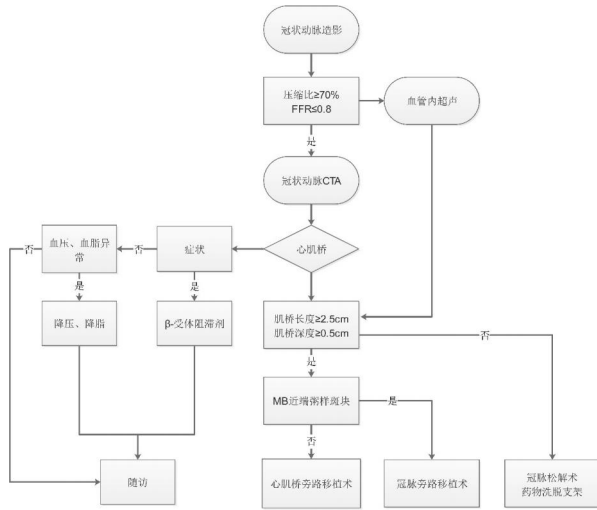 冠状动脉造影
压缩比≥70%
FFR≤0.8
血管内超声
是
冠状动脉CTA
血压、血脂异
常
否
否
症状
心肌桥
是
是
降压、降脂
β-受体阻滞剂
肌桥长度≥2.5cm
肌桥深度≥0.5cm
否
是
MB近端粥样斑块
是
否
随访
心肌桥旁路移植术
冠脉旁路移植术
冠脉松解术
药物洗脱支架